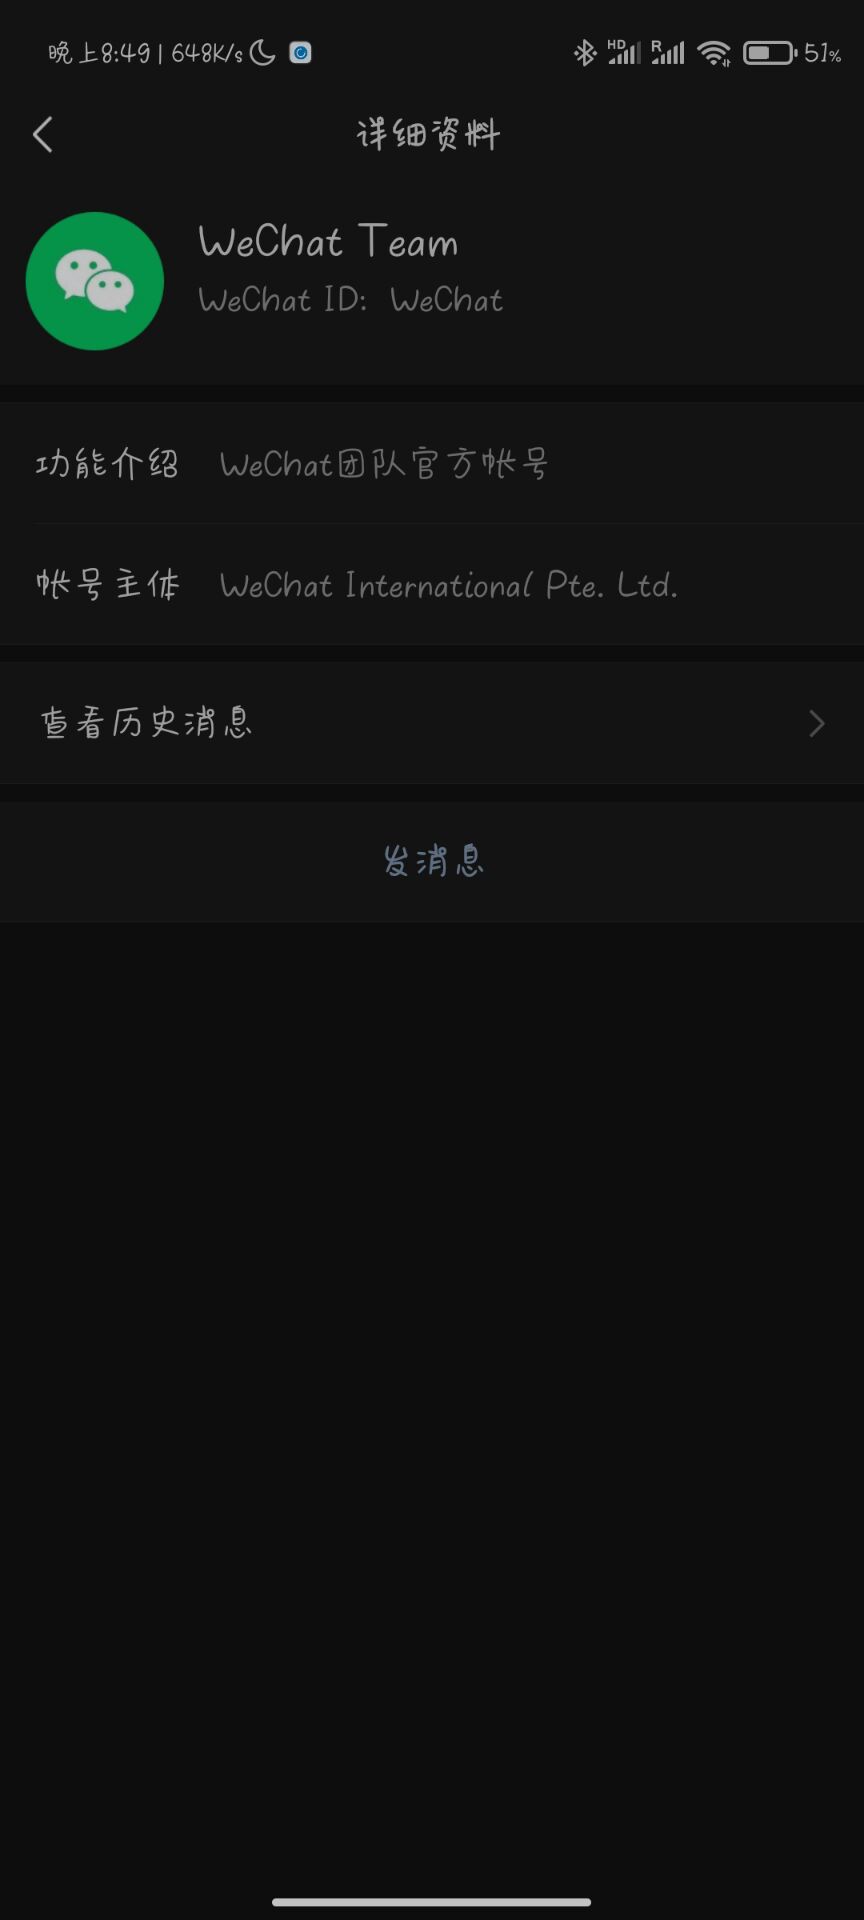 晚上8:49 | 648K/s HD R 51%
详细资料
WeChat Team
WeChat ID: WeChat
功能介绍 WeChat团队官方帐号
帐号主体 WeChat International Pte. Ltd.
查看历史消息
发消息